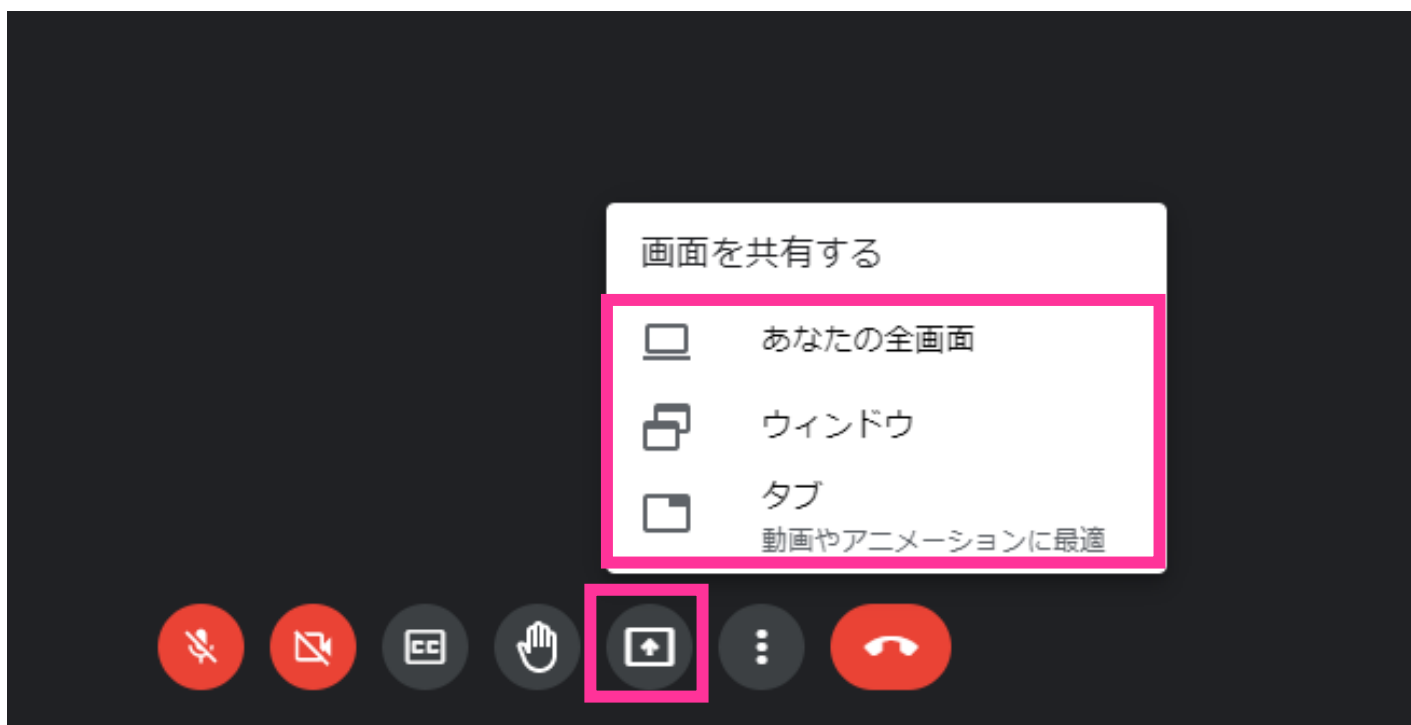 画面を共有する
あなたの全画面
ウィンドウ
タブ
動画やアニメーションに最適
CC